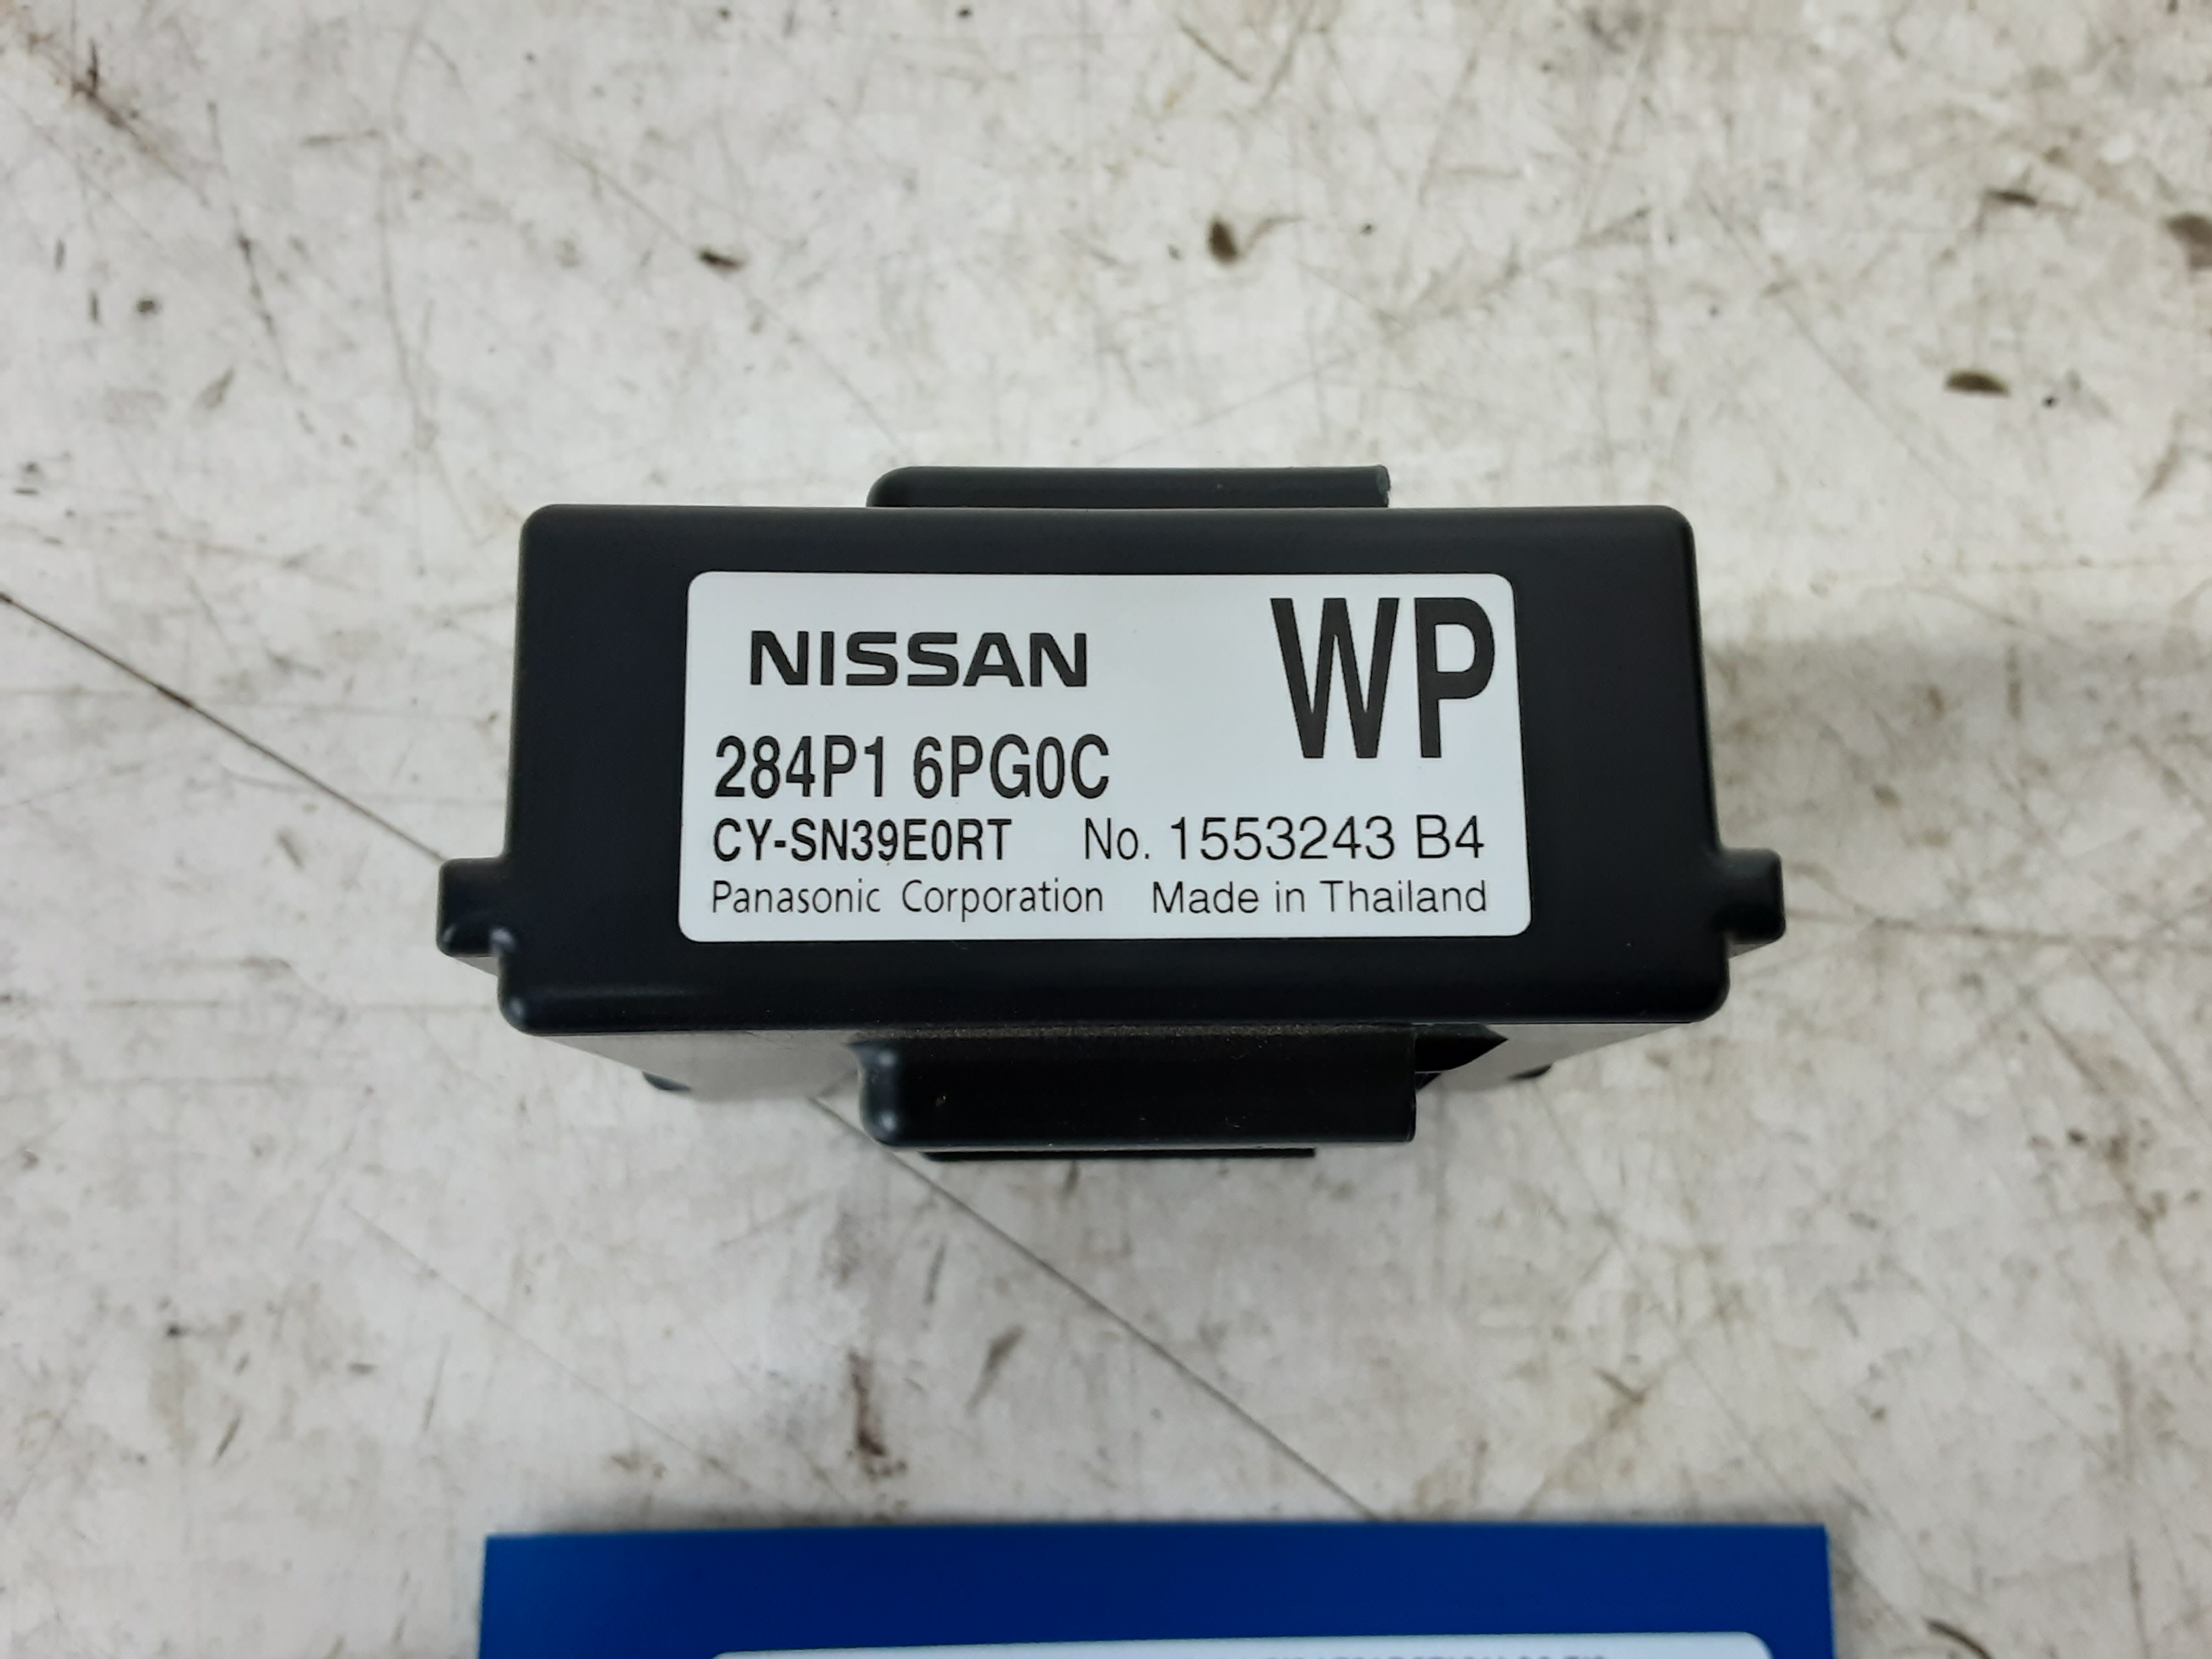 NISSAN WP
284P1 6PG0C
CY-SN39E0RT No. 1553243 B4
Panasonic Corporation Made in Thailand